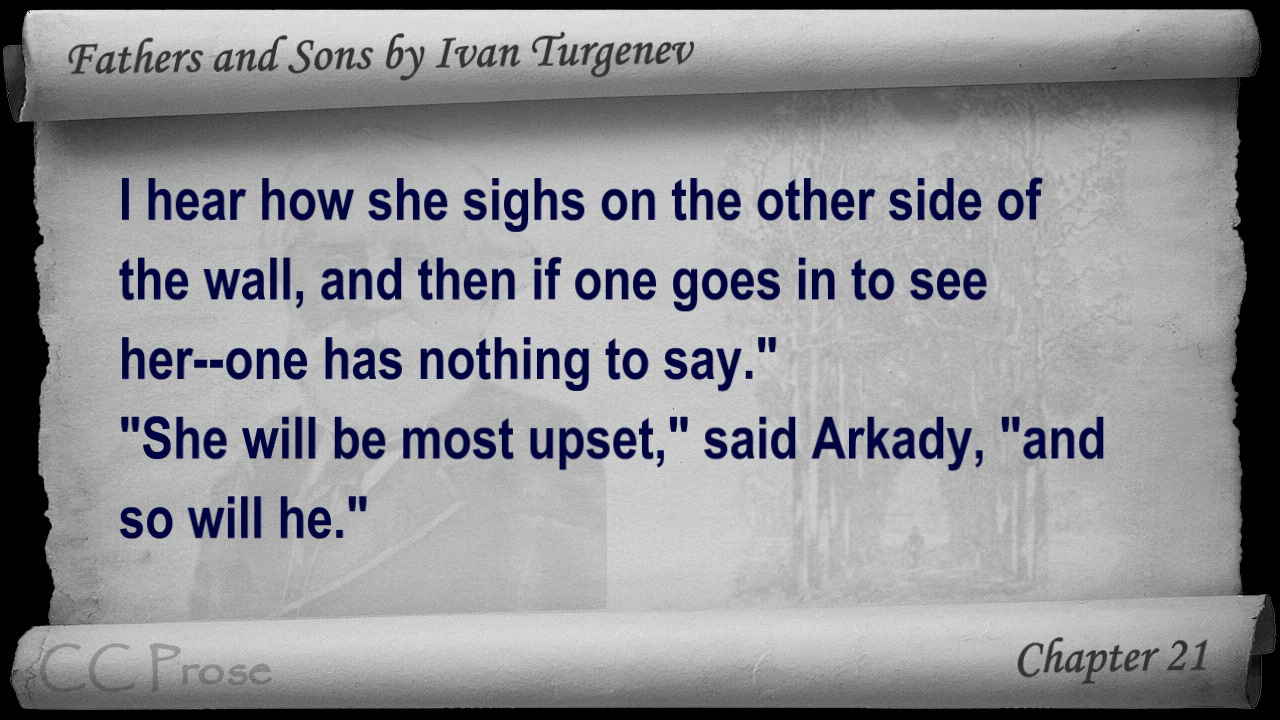 Fathers and Sons by Ivan Turgenev
I hear how she sighs on the other side of
the wall, and then if one goes in to see
her--one has nothing to say."
"She will be most upset," said Arkady, "and
so will he."
CC Prose
Chapter 21